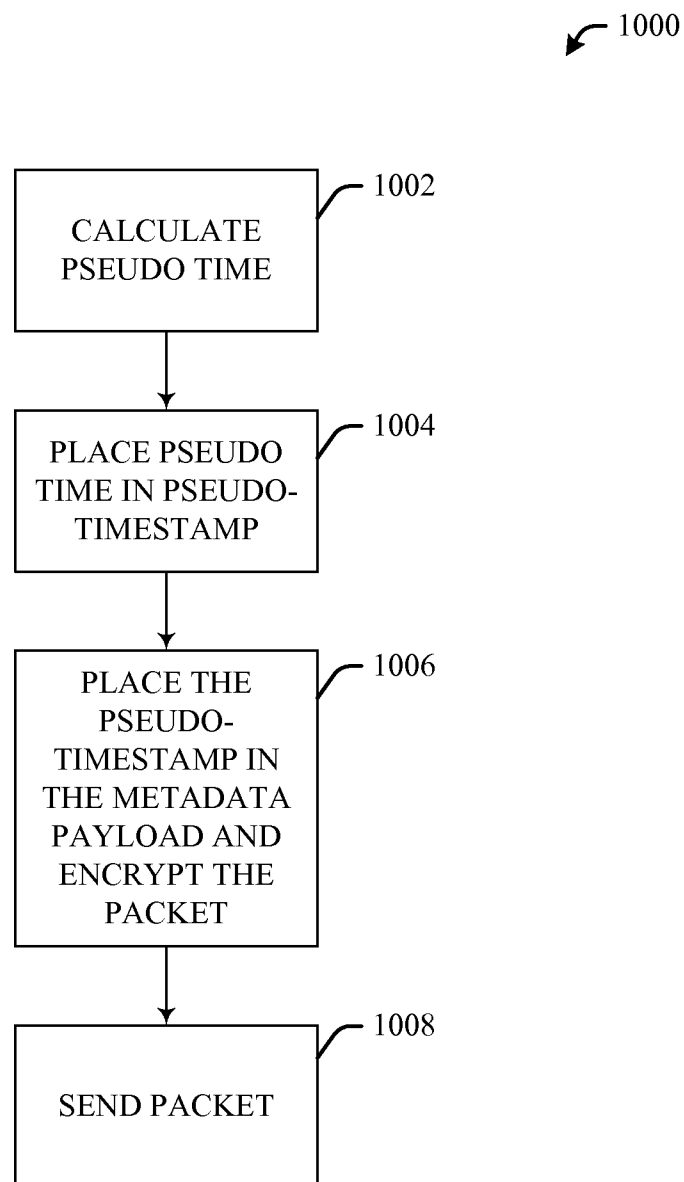 1000
1002
CALCULATE
PSEUDO TIME
1004
PLACE PSEUDO
TIME IN PSEUDO-
TIMESTAMP
1006
PLACE THE
PSEUDO-
TIMESTAMP IN
THE METADATA
PAYLOAD AND
ENCRYPT THE
PACKET
1008
SEND PACKET